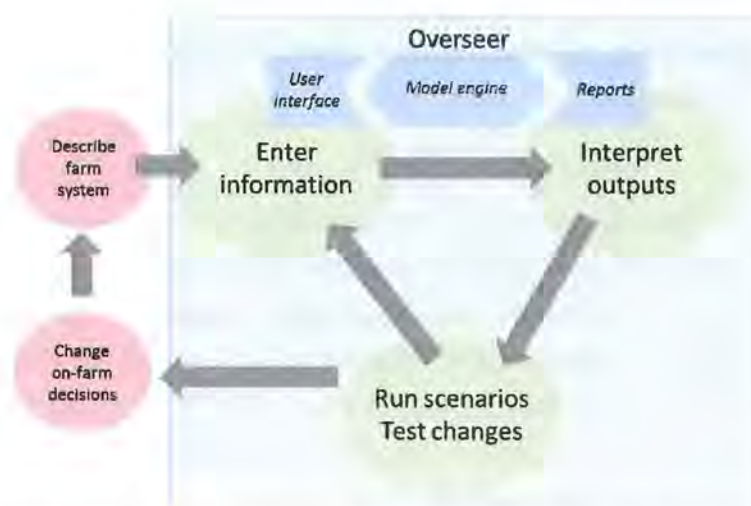 Overseer
User
interface
Model engine
Reports
Describe
farm
system
Enter
information
Interpret
outputs
Change
on-farm
decisions
Run scenarios
Test changes